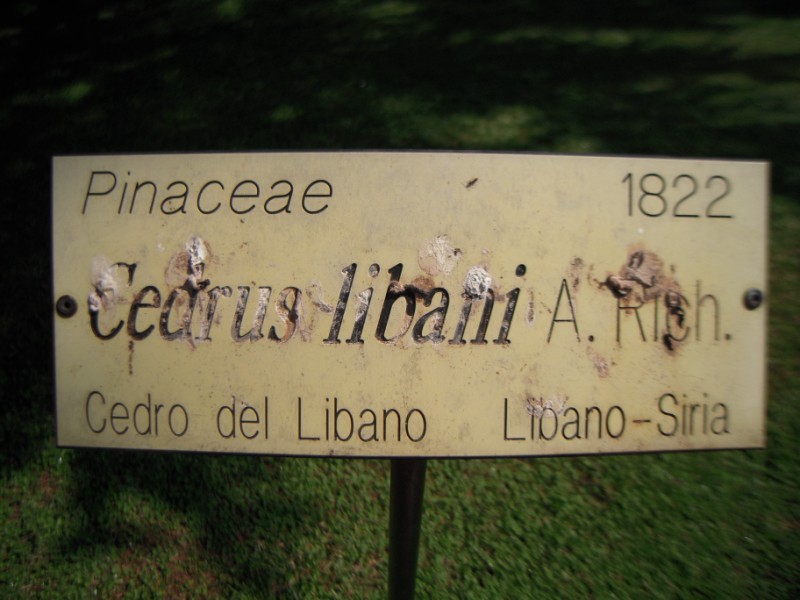 Pinaceae 1822
Cedrus libani A. Rich.
Cedro del Libano Libano-Siria